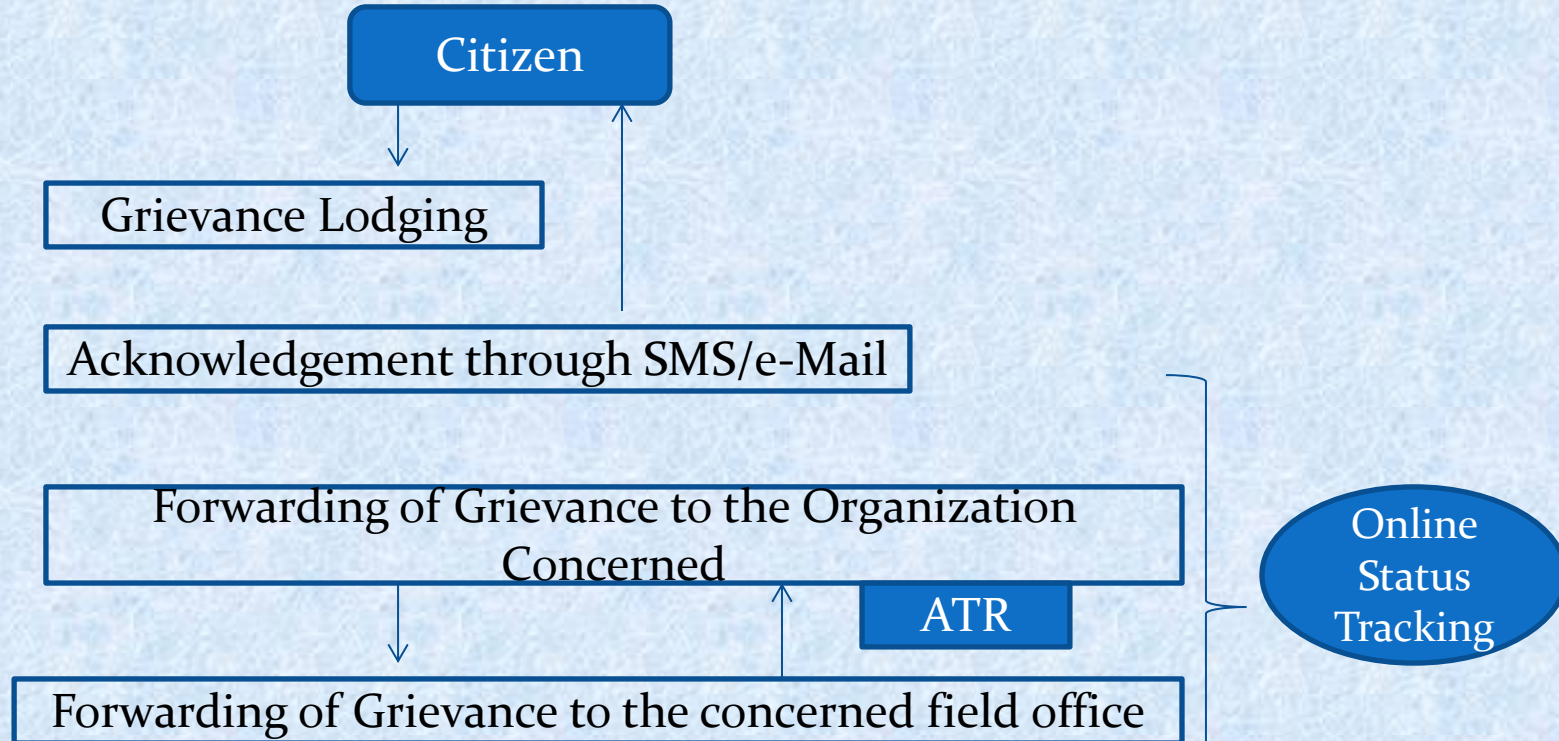 Citizen
Grievance Lodging
Acknowledgement through SMS/e-Mail
Forwarding of Grievance to the Organization
Concerned
ATR
Forwarding of Grievance to the concerned field office
Online
Status
Tracking